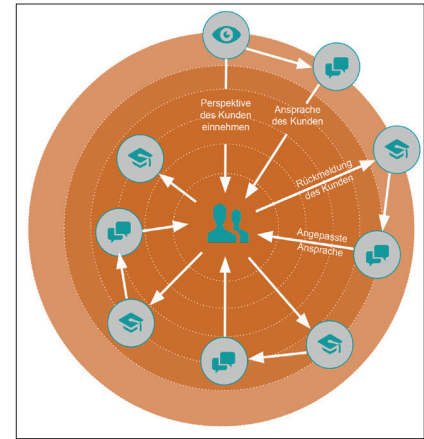 Perspektive
des Kunden
einnehmen
Ansprache
des Kunden
Rückmeldung
des Kunden
Angepasste
Ansprache